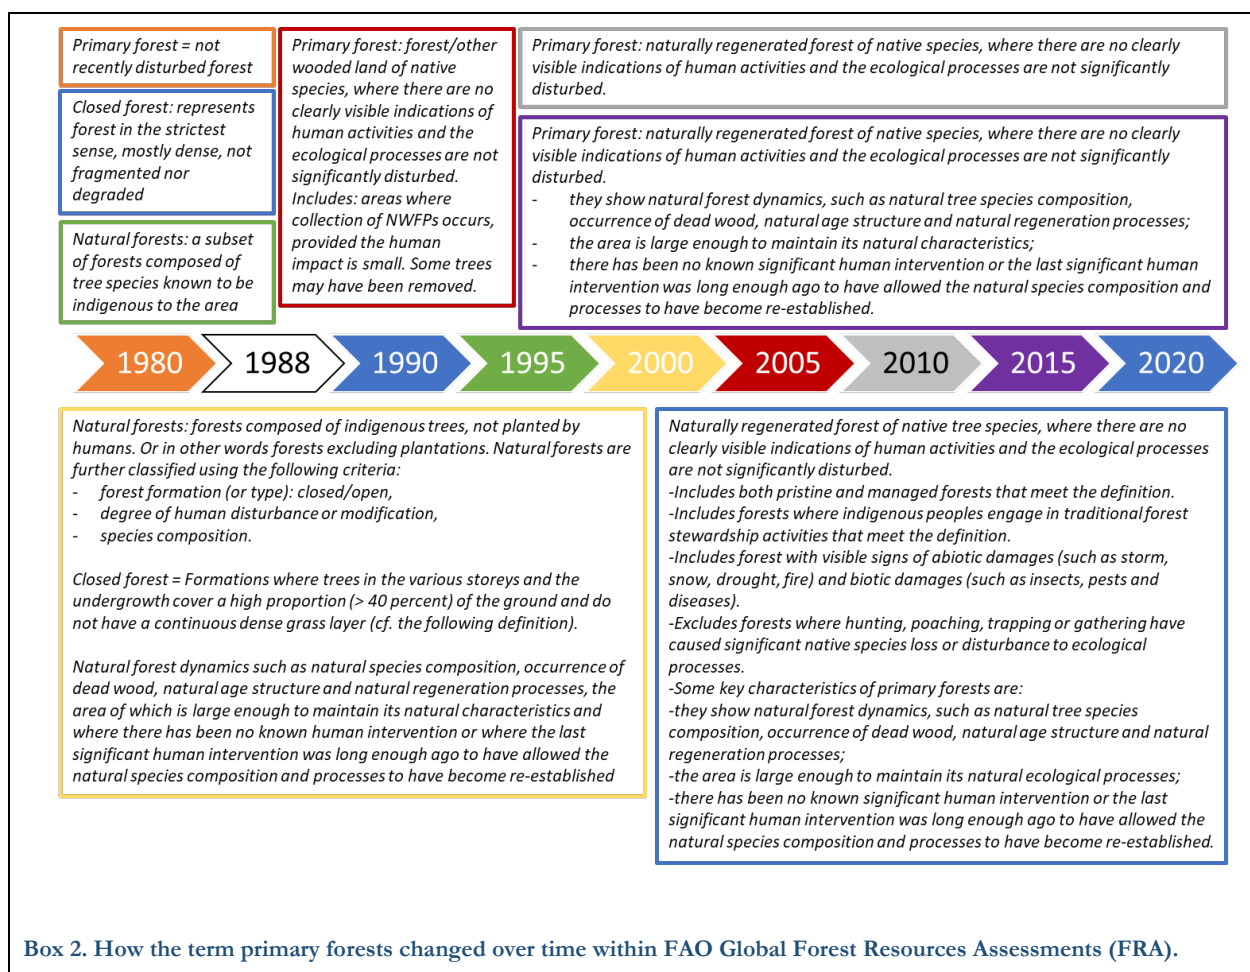 Primary forest = not
recently disturbed forest
Closed forest: represents
forest in the strictest
sense, mostly dense, not
fragmented nor
degraded
Natural forests: a subset
of forests composed of
tree species known to be
indigenous to the area
Primary forest: forest/other
wooded land of native
species, where there are no
clearly visible indications of
human activities and the
ecological processes are not
significantly disturbed.
Includes: areas where
collection of NWFPs occurs,
provided the human
impact is small. Some trees
may have been removed.
Primary forest: naturally regenerated forest of native species, where there are no clearly
visible indications of human activities and the ecological processes are not significantly
disturbed.
Primary forest: naturally regenerated forest of native species, where there are no clearly
visible indications of human activities and the ecological processes are not significantly
disturbed.
- they show natural forest dynamics, such as natural tree species composition,
occurrence of dead wood, natural age structure and natural regeneration processes;
- the area is large enough to maintain its natural characteristics;
- there has been no known significant human intervention or the last significant human
intervention was long enough ago to have allowed the natural species composition and
processes to have become re-established.
1980 1988 1990 1995 2000 2005 2010 2015 2020
Natural forests: forests composed of indigenous trees, not planted by
humans. Or in other words forests excluding plantations. Natural forests are
further classified using the following criteria:
- forest formation (or type): closed/open,
- degree of human disturbance or modification,
- species composition.
Closed forest = Formations where trees in the various storeys and the
undergrowth cover a high proportion (> 40 percent) of the ground and do
not have a continuous dense grass layer (cf. the following definition).
Natural forest dynamics such as natural species composition, occurrence of
dead wood, natural age structure and natural regeneration processes, the
area of which is large enough to maintain its natural characteristics and
where there has been no known human intervention or where the last
significant human intervention was long enough ago to have allowed the
natural species composition and processes to have become re-established
Naturally regenerated forest of native tree species, where there are no
clearly visible indications of human activities and the ecological processes
are not significantly disturbed.
-Includes both pristine and managed forests that meet the definition.
-Includes forests where indigenous peoples engage in traditional forest
stewardship activities that meet the definition.
-Includes forest with visible signs of abiotic damages (such as storm,
snow, drought, fire) and biotic damages (such as insects, pests and
diseases).
-Excludes forests where hunting, poaching, trapping or gathering have
caused significant native species loss or disturbance to ecological
processes.
-Some key characteristics of primary forests are:
-they show natural forest dynamics, such as natural tree species
composition, occurrence of dead wood, natural age structure and natural
regeneration processes;
-the area is large enough to maintain its natural ecological processes;
-there has been no known significant human intervention or the last
significant human intervention was long enough ago to have allowed the
natural species composition and processes to have become re-established.
Box 2. How the term primary forests changed over time within FAO Global Forest Resources Assessments (FRA).